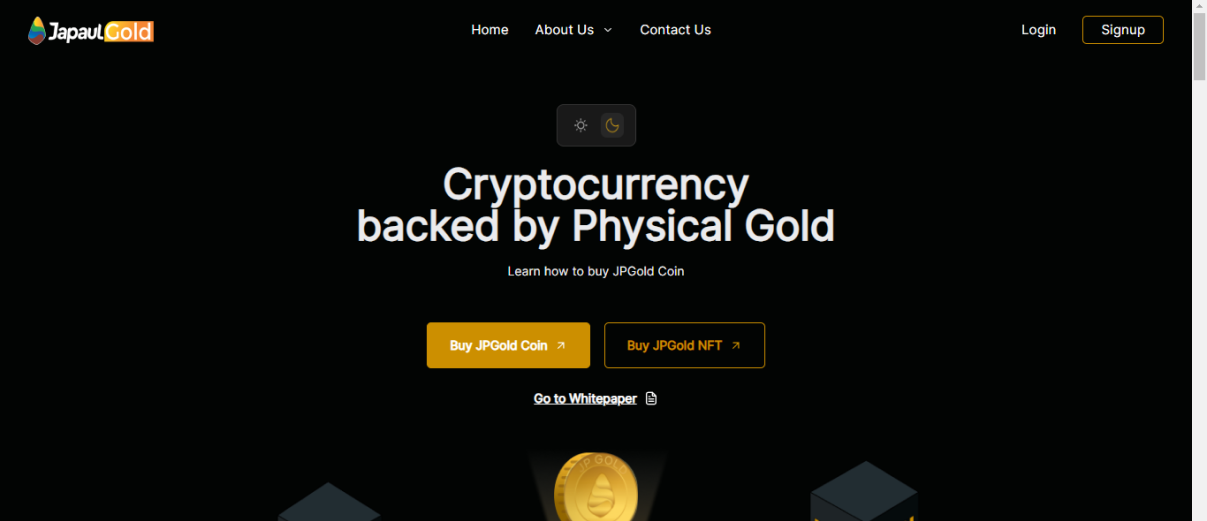 JapaulGold
Home
About Us
Contact Us
Login
Signup
Cryptocurrency
backed by Physical Gold
Learn how to buy JPGold Coin
Buy JPGold Coin
Buy JPGold NFT
Go to Whitepaper
JP GOLD